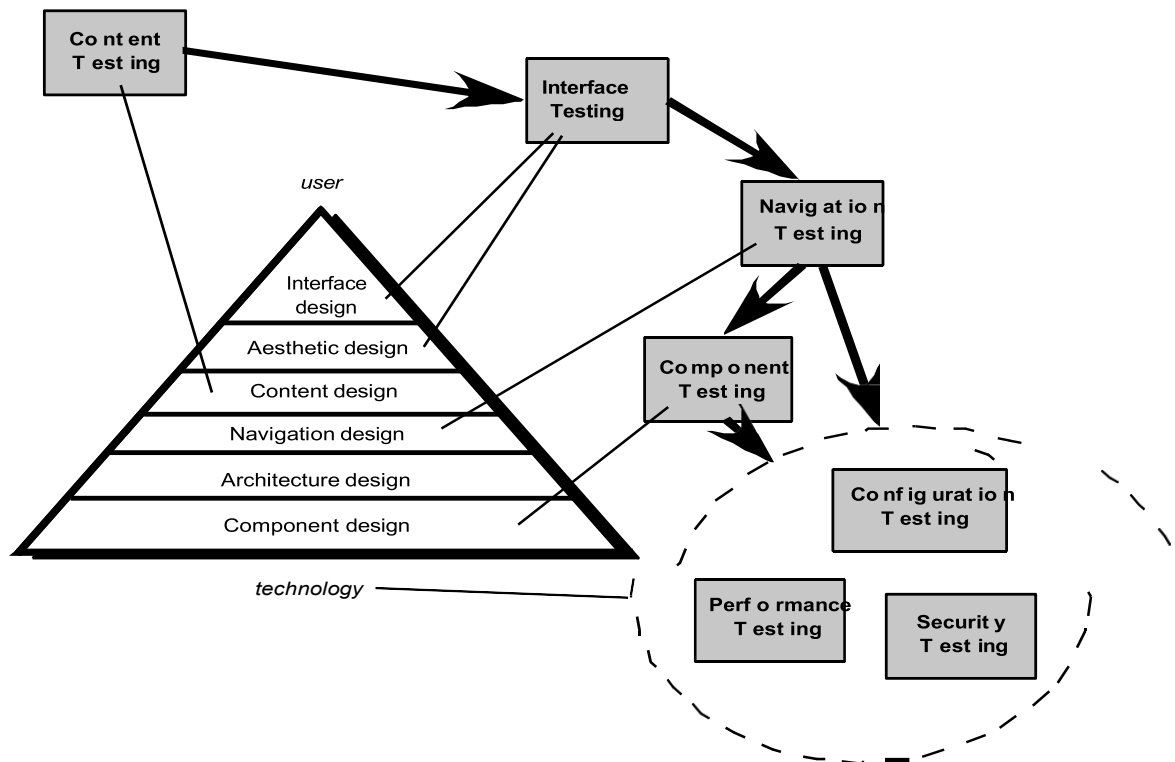 Content
Testing
Interface
Testing
user
Navigation
Testing
Interface
design
Aesthetic design
Component
Testing
Content design
Navigation design
Architecture design
Configuration
Testing
Component design
technology
Performance
Testing
Security
Testing